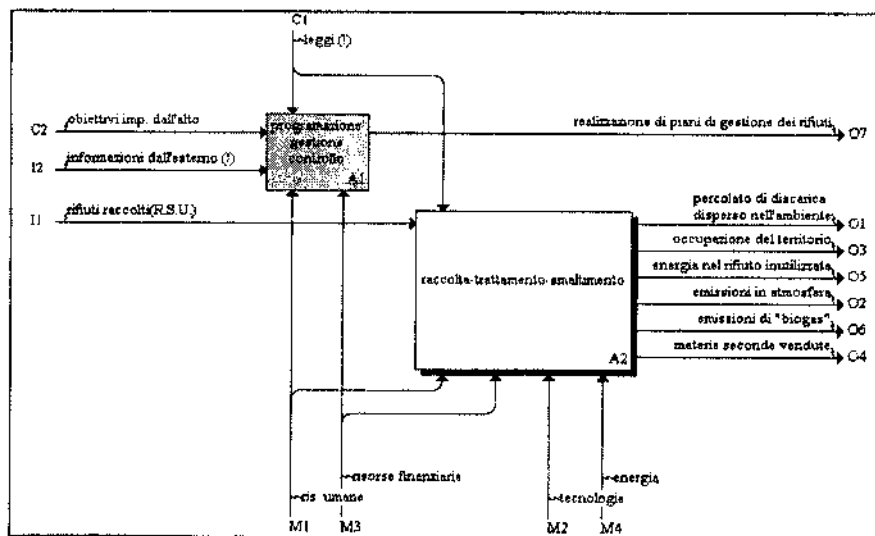 C1
leggi (!)
C2
obiettivi imp. dall'alto
programazione
gestione
controllo
A1
realizzazione di piani di gestione dei rifiuti
O7
I2
informazioni dall'esterno (!)
I1
rifiuti raccolti(R.S.U.)
percolato di discarica
disperso nell'ambiente
O1
occupazione del territorio
O3
raccolta-trattamento-smaltimento
energia nel rifiuto inutilizzata
O5
emissioni in atmosfera
O2
emissioni di "biogas"
O6
materie seconde vendute
O4
A2
risorse finanziarie
energia
ris. umane
tecnologie
M1
M3
M2
M4